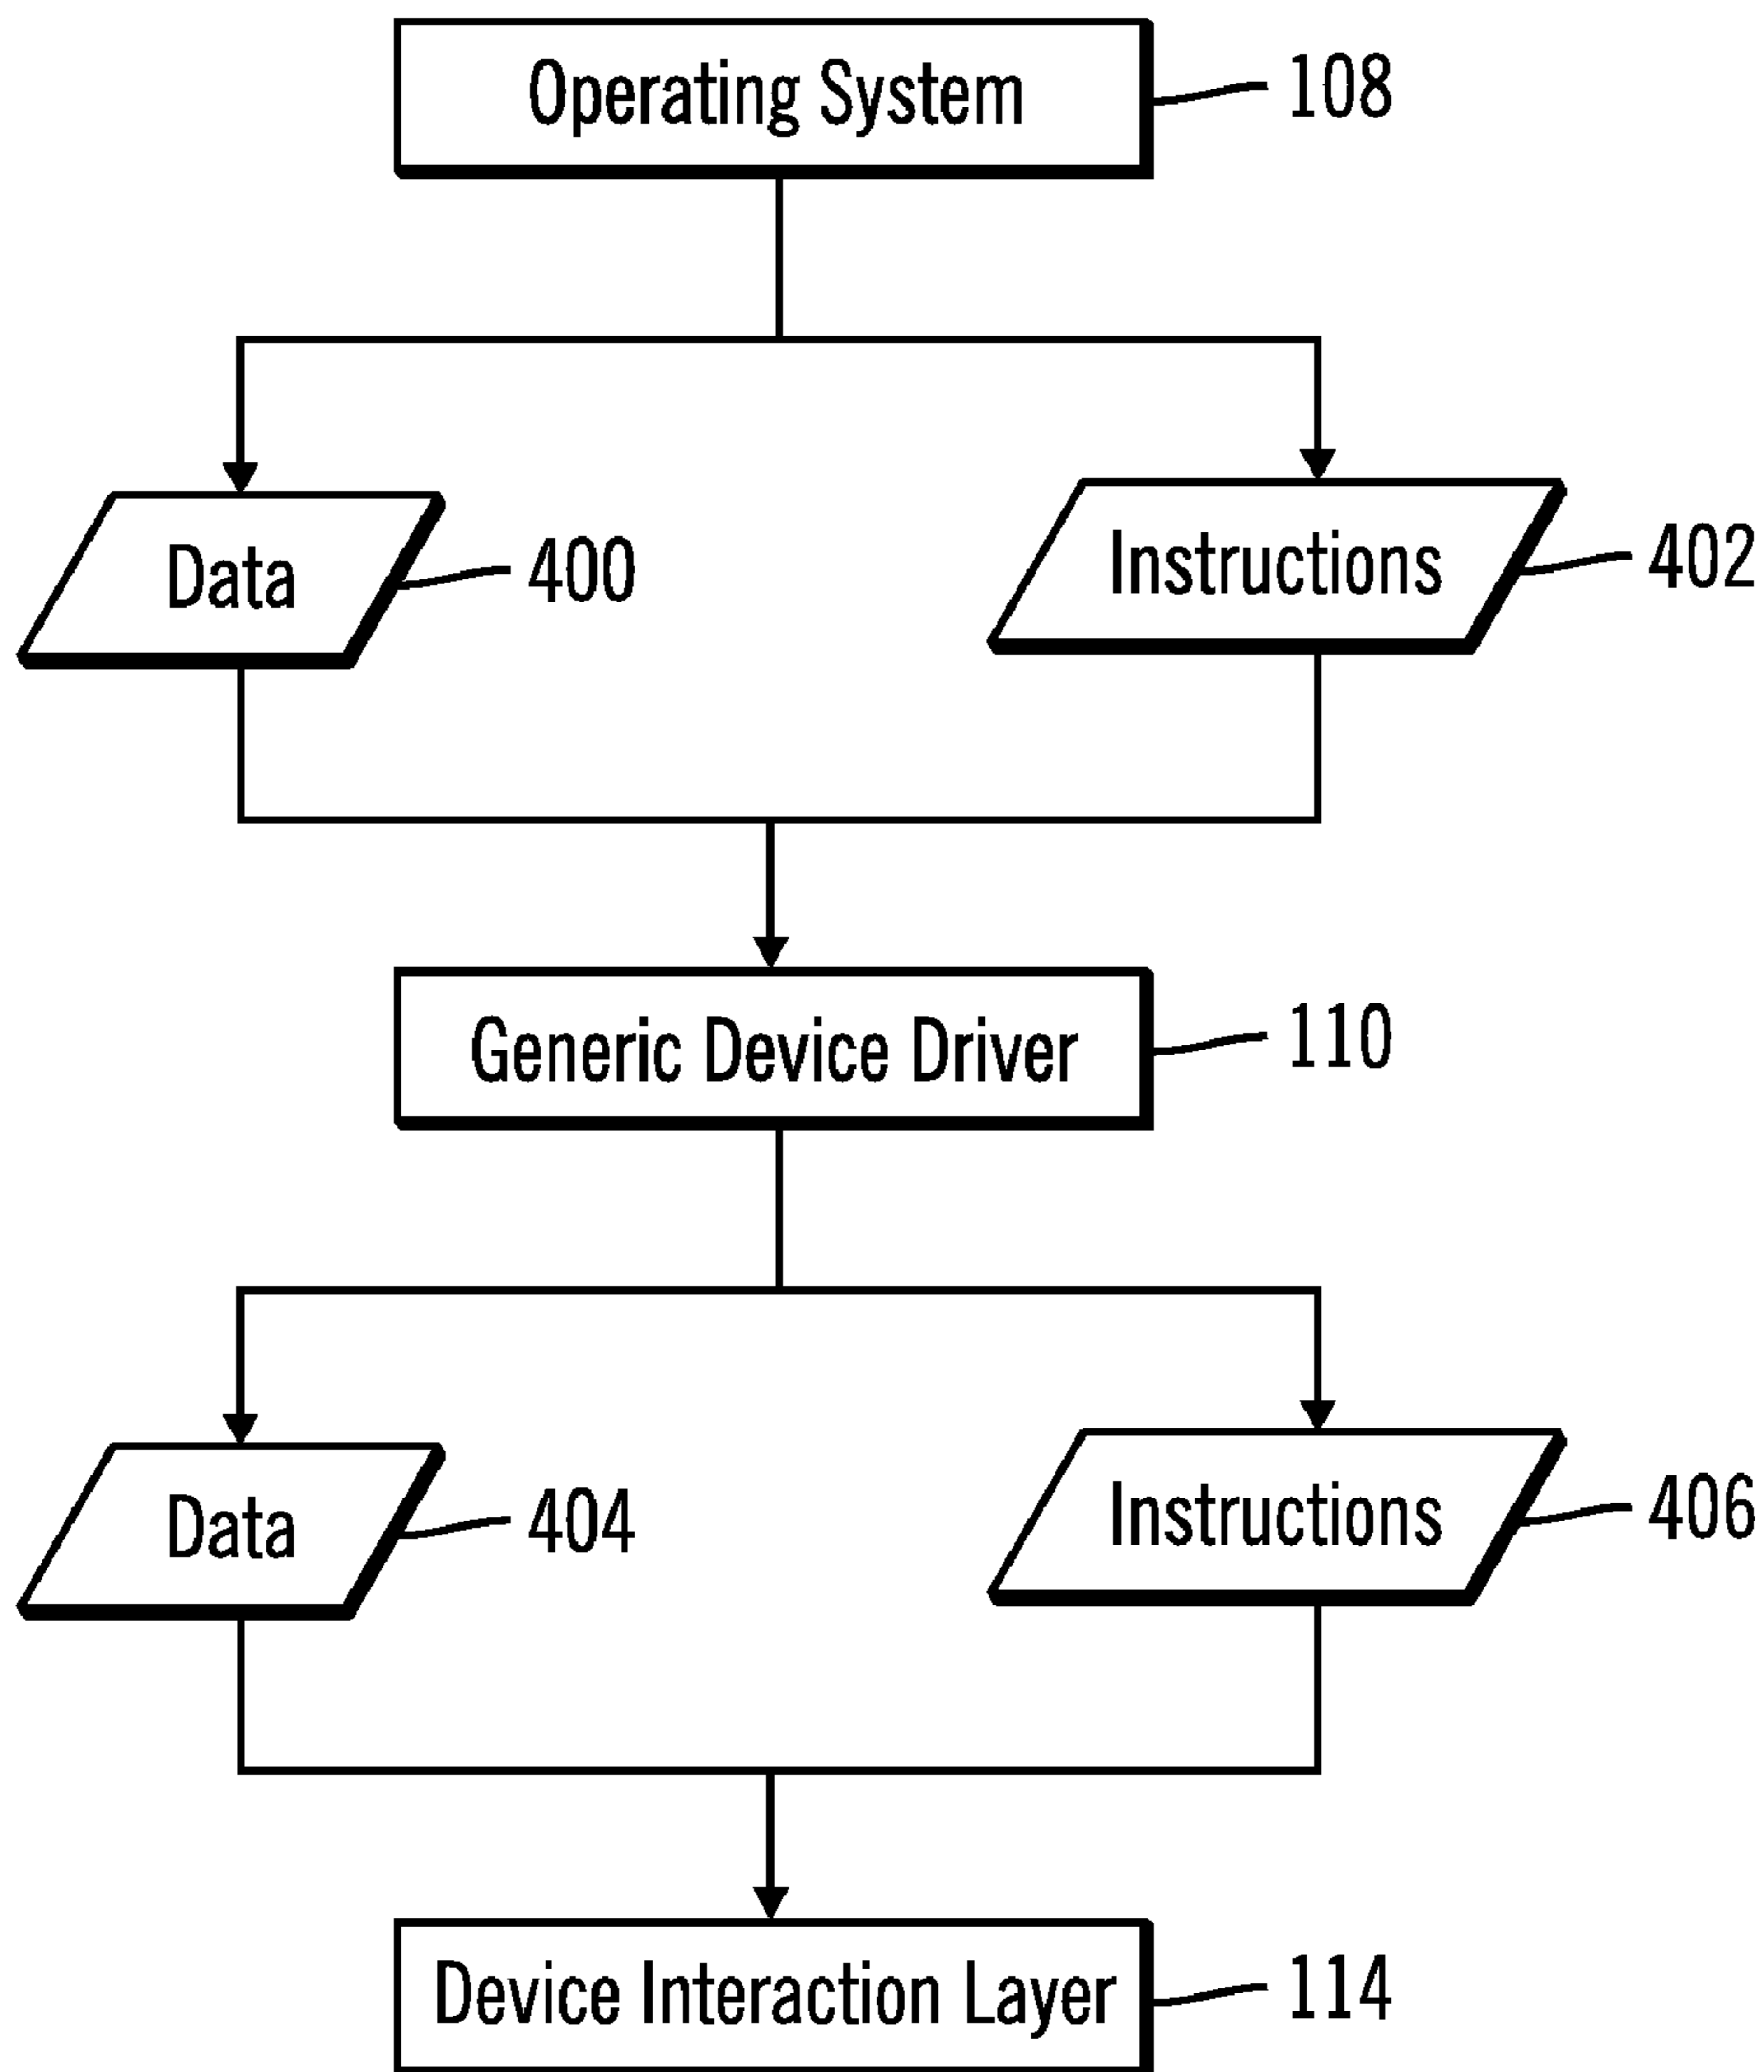 Operating System 108
Data 400 Instructions 402
Generic Device Driver 110
Data 404 Instructions 406
Device Interaction Layer 114